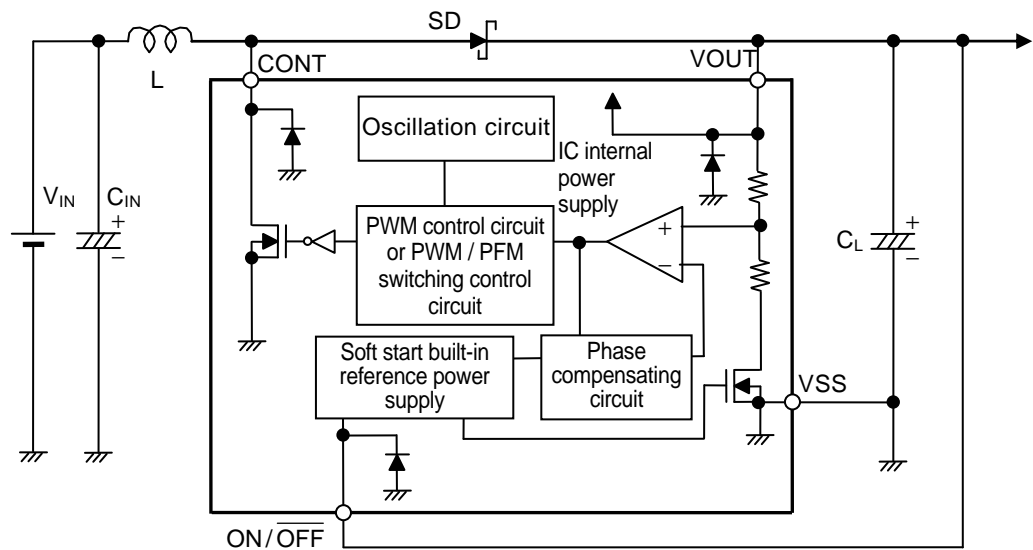 SD
CONT
VOUT
L
Oscillation circuit
IC internal
power
supply
VIN
CIN
+
–
PWM control circuit
or PWM / PFM
switching control
circuit
+
–
CL
+
–
Soft start built-in
reference power
supply
Phase
compensating
circuit
VSS
ON/OFF